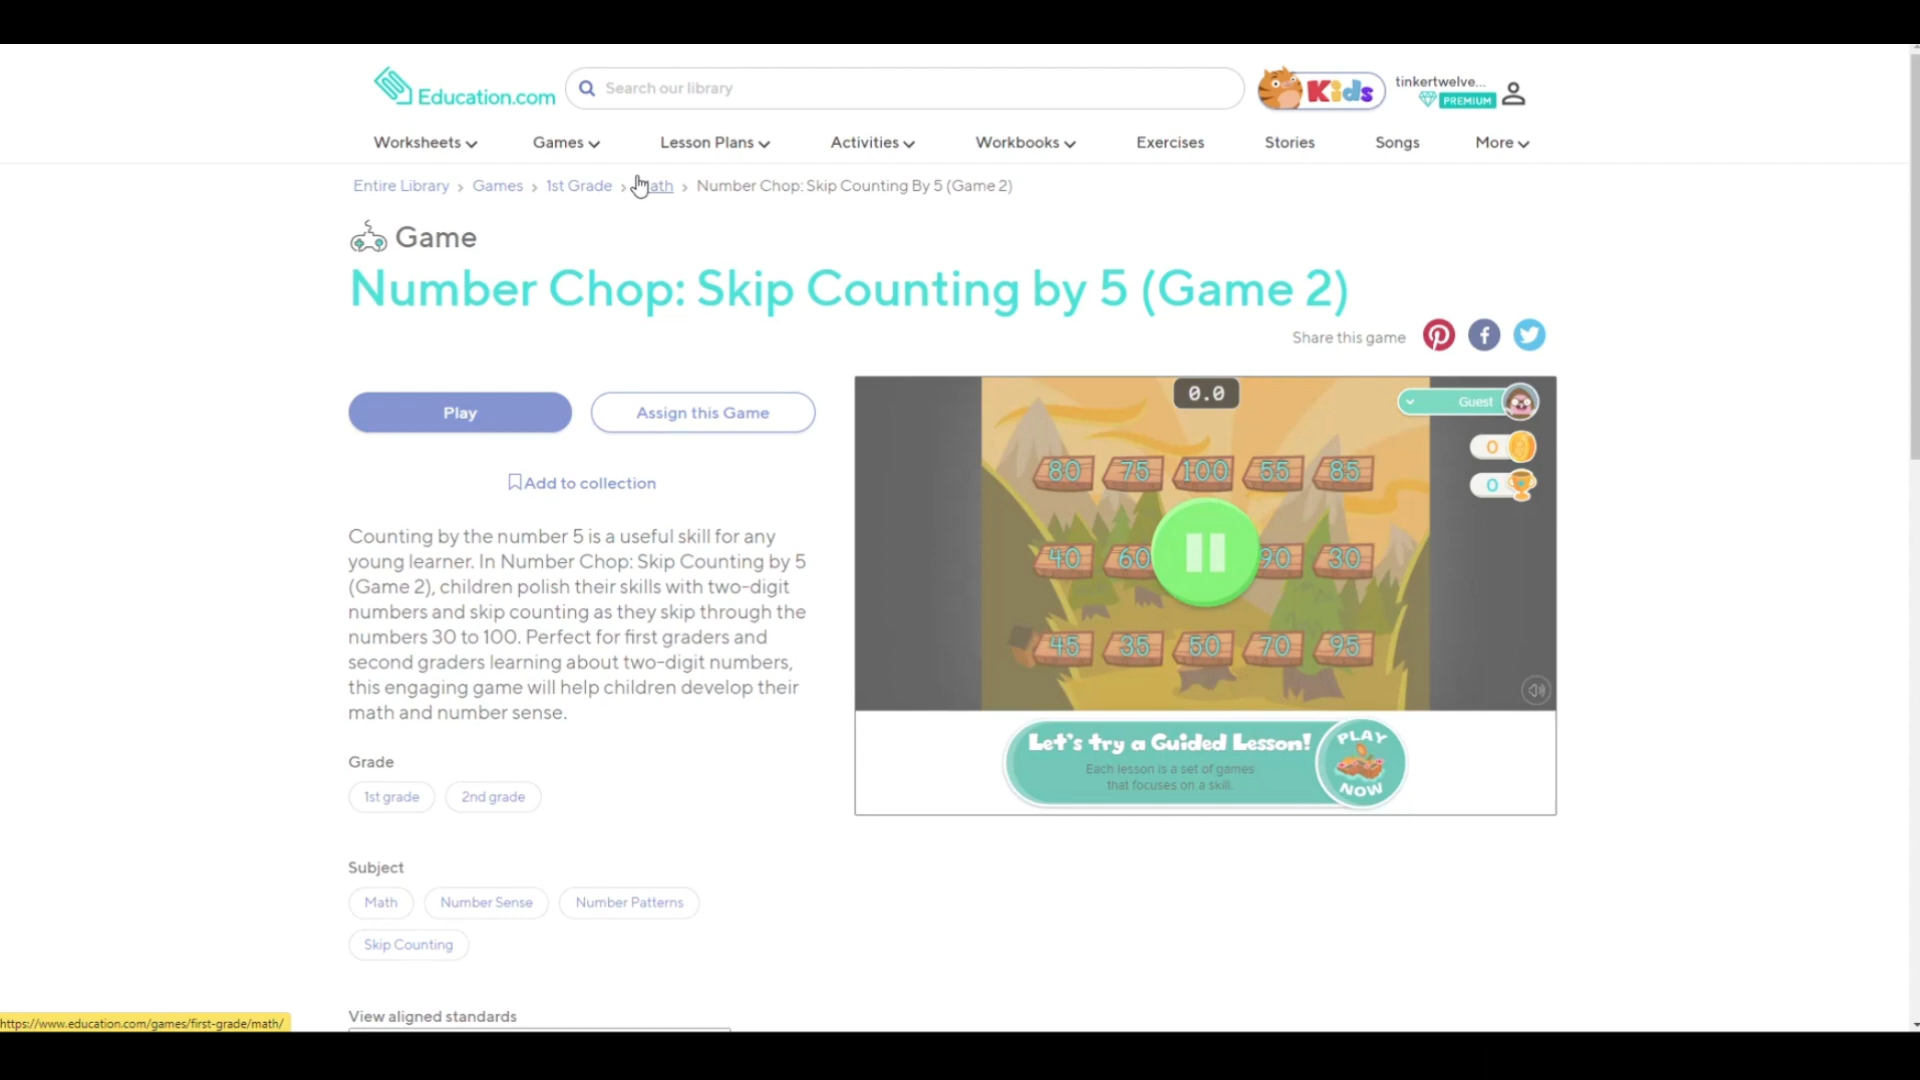 Education.com
Search our library
Kids
tinkertwelve...
PREMIUM
Worksheets
Games
Lesson Plans
Activities
Workbooks
Exercises
Stories
Songs
More
Entire Library > Games > 1st Grade > ath > Number Chop: Skip Counting By 5 (Game 2)
Game
Number Chop: Skip Counting by 5 (Game 2)
Share this game
Play
Assign this Game
Add to collection
Counting by the number 5 is a useful skill for any
young learner. In Number Chop: Skip Counting by 5
(Game 2), children polish their skills with two-digit
numbers and skip counting as they skip through the
numbers 30 to 100. Perfect for first graders and
second graders learning about two-digit numbers,
this engaging game will help children develop their
math and number sense.
Grade
1st grade
2nd grade
Subject
Math
Number Sense
Number Patterns
Skip Counting
View aligned standards
0.0
Guest
0
0
80 75 100 55 85
40 60 90 30
45 35 50 70 95
Let's try a Guided Lesson!
Each lesson is a set of games
that focuses on a skill.
PLAY
NOW
https://www.education.com/games/first-grade/math/